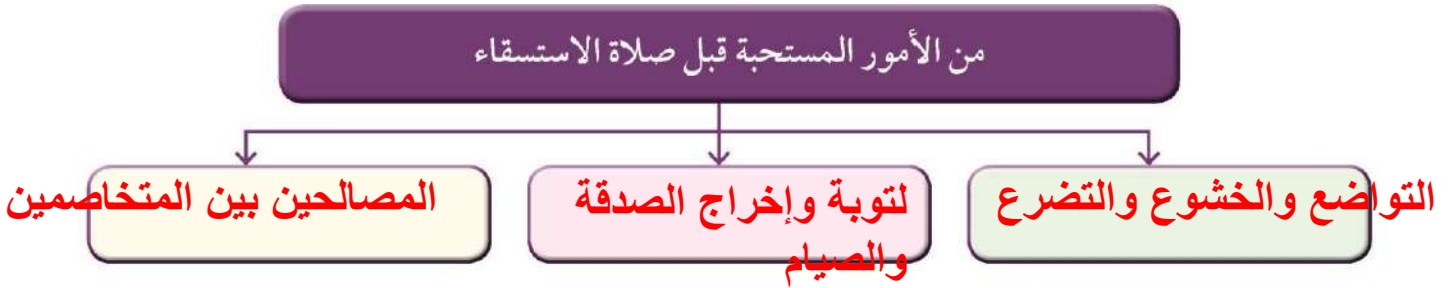 من الأمور المستحبة قبل صلاة الاستسقاء
التواضع والخشوع والتضرع
لتوبة وإخراج الصدقة
والصيام
المصالحين بين المتخاصمين